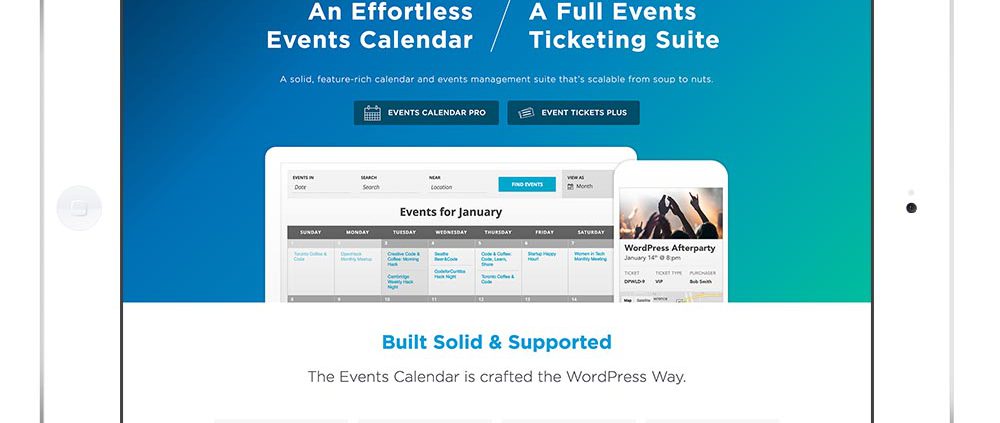 An Effortless
Events Calendar
A Full Events
Ticketing Suite
A solid, feature-rich calendar and events management suite that's scalable from soup to nuts.
EVENTS CALENDAR PRO
EVENT TICKETS PLUS
EVENTS IN SEARCH NEAR
Date Search Location
FIND EVENTS
VIEW AS
Month
Events for January
SUNDAY MONDAY TUESDAY WEDNESDAY THURSDAY FRIDAY SATURDAY
1 2 3 4 5 6 7
Toronto Coffee &
Code
OpenHack
Monthly Meetup
Creative Code &
Coffee: Morning
Hack
Cambridge
Weekly Hack
Night
Seattle
Beer&Code
CodeforCuritiba
Hack Night
Code & Coffee:
Code, Learn,
Share
Toronto Coffee &
Code
Startup Happy
Hour!
Women in Tech
Monthly Meeting
8 9 10 11 12 13 14
WordPress Afterparty
January 14th @ 8:pm
TICKET TICKET TYPE PURCHASER
DPWLD-9 VIP Bob Smith
Map Satellite
Built Solid & Supported
The Events Calendar is crafted the WordPress Way.